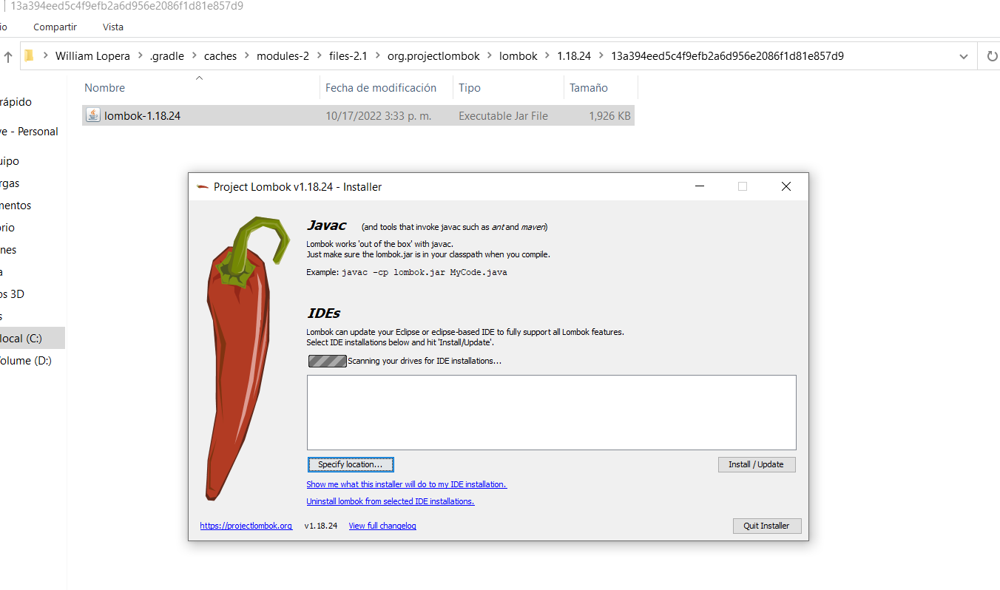 13a394eed5c4f9efb2a6d956e2086f1d81e857d9
io Compartir Vista
William Lopera > .gradle > caches > modules-2 > files-2.1 > org.projectlombok > lombok > 1.18.24 > 13a394eed5c4f9efb2a6d956e2086f1d81e857d9
Nombre Fecha de modificación Tipo Tamaño
rápido
lombok-1.18.24 10/17/2022 3:33 p. m. Executable Jar File 1,926 KB
ve - Personal
uipo
rgas
mentos
rio
nes
a
os 3D
s
local (C:)
Volume (D:)
Project Lombok v1.18.24 - Installer
Javac (and tools that invoke javac such as ant and maven)
Lombok works 'out of the box' with javac.
Just make sure the lombok.jar is in your classpath when you compile.
Example: javac -cp lombok.jar MyCode.java
IDEs
Lombok can update your Eclipse or eclipse-based IDE to fully support all Lombok features.
Select IDE installations below and hit 'Install/Update'.
Scanning your drives for IDE installations...
Specify location... Install / Update
Show me what this installer will do to my IDE installation.
Uninstall lombok from selected IDE installations.
https://projectlombok.org v1.18.24 View full changelog Quit Installer